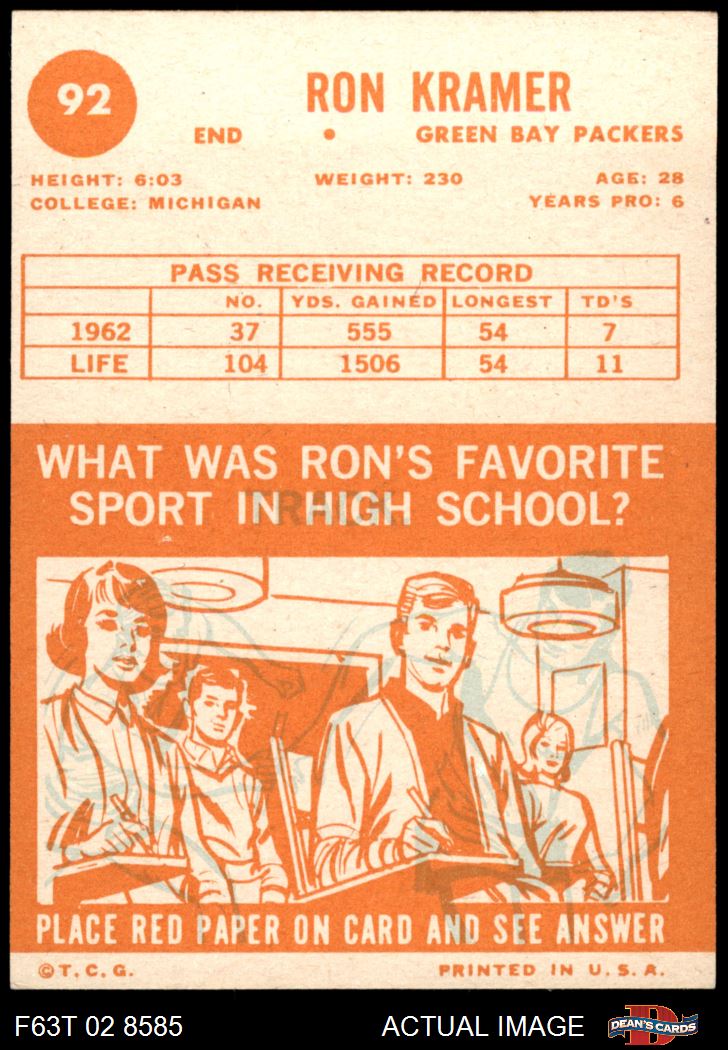 92
RON KRAMER
END • GREEN BAY PACKERS
HEIGHT: 6:03 WEIGHT: 230 AGE: 28
COLLEGE: MICHIGAN YEARS PRO: 6
PASS RECEIVING RECORD
NO. YDS. GAINED LONGEST TD'S
1962 37 555 54 7
LIFE 104 1506 54 11
WHAT WAS RON'S FAVORITE
SPORT IN HIGH SCHOOL?
TRACK
PLACE RED PAPER ON CARD AND SEE ANSWER
© T.C.G. PRINTED IN U.S.A.
F63T 02 8585 ACTUAL IMAGE D DEAN'S CARDS